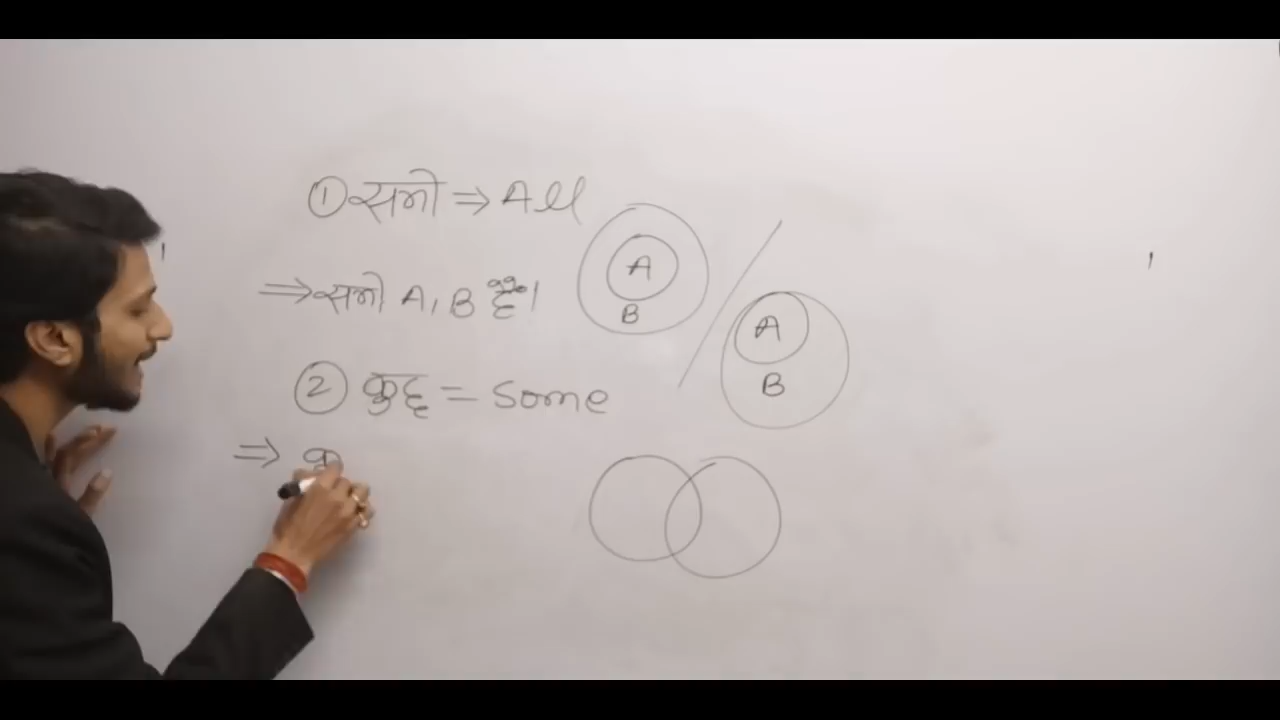 ① सभी ⇒ All
⇒ सभी A, B हैं।
A
B
A
B
② कुछ = some
⇒ क